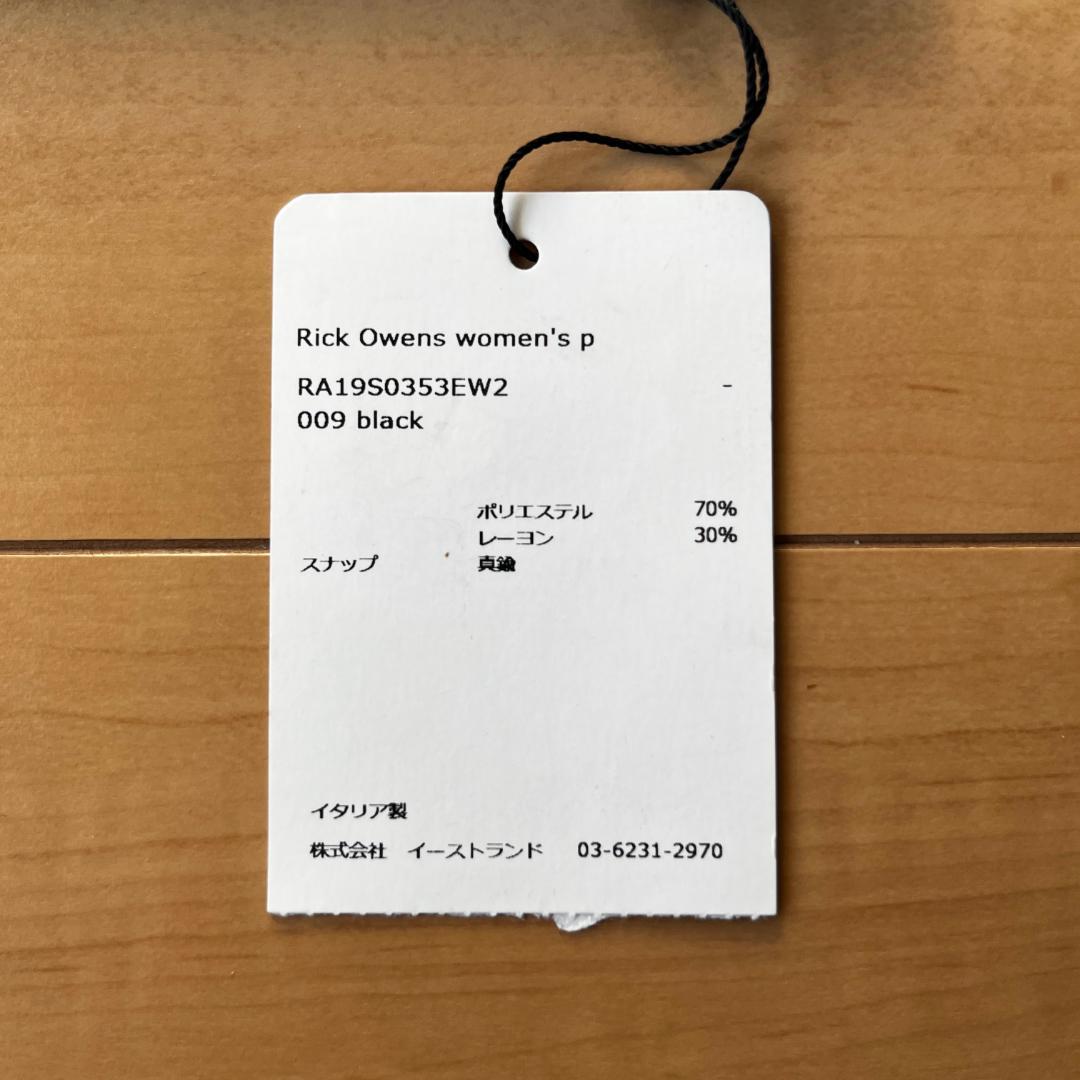 Rick Owens women's p
RA19S0353EW2 -
009 black
ポリエステル 70%
レーヨン 30%
スナップ 真鍮
イタリア製
株式会社 イーストランド 03-6231-2970